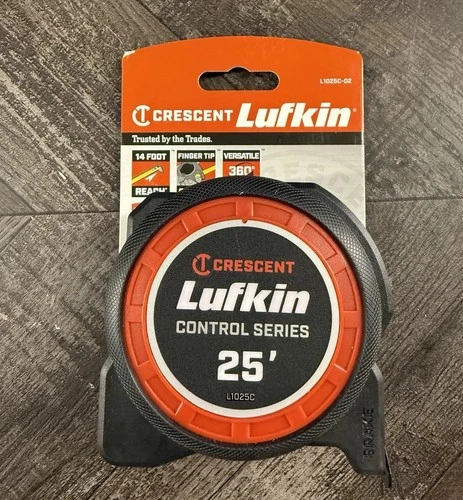 L1025C-02
CRESCENT Lufkin®
Trusted by the Trades.
14 FOOT FINGER TIP VERSATILE
REACH 360°
CRESCENT
Lufkin
CONTROL SERIES
25'
L1025C
BRAKE